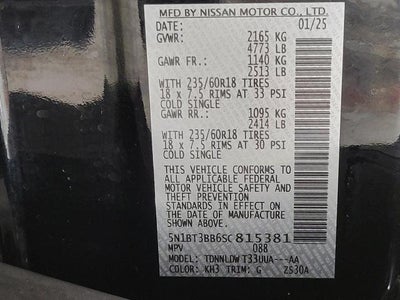 MFD BY NISSAN MOTOR CO., LTD.
DATE: 01/25
GVWR: 2165 KG
4773 LB
GAWR FR.: 1140 KG
2513 LB
WITH 235/60R18 TIRES
18 x 7.5 RIMS AT 33 PSI
COLD SINGLE
GAWR RR.: 1095 KG
2414 LB
WITH 235/60R18 TIRES
18 x 7.5 RIMS AT 30 PSI
COLD SINGLE
THIS VEHICLE CONFORMS TO
ALL APPLICABLE FEDERAL
MOTOR VEHICLE SAFETY
AND THEFT PREVENTION
STANDARDS IN EFFECT ON
THE DATE OF MANUFACTURE
SHOWN ABOVE.
5N1BT3BB6SC815381
MPV 088
MODEL: TDNNLDWT33UUA---AA
COLOR: KH3 TRIM: G ZS30A